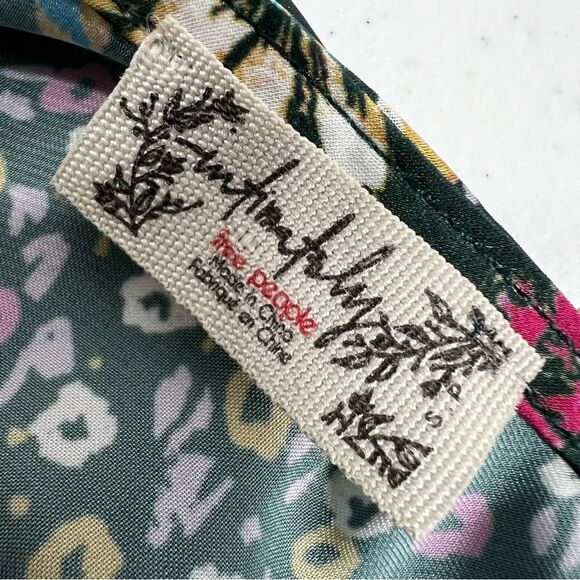 intimately
free people
Made in China
Fabriqué en Chine
S.P